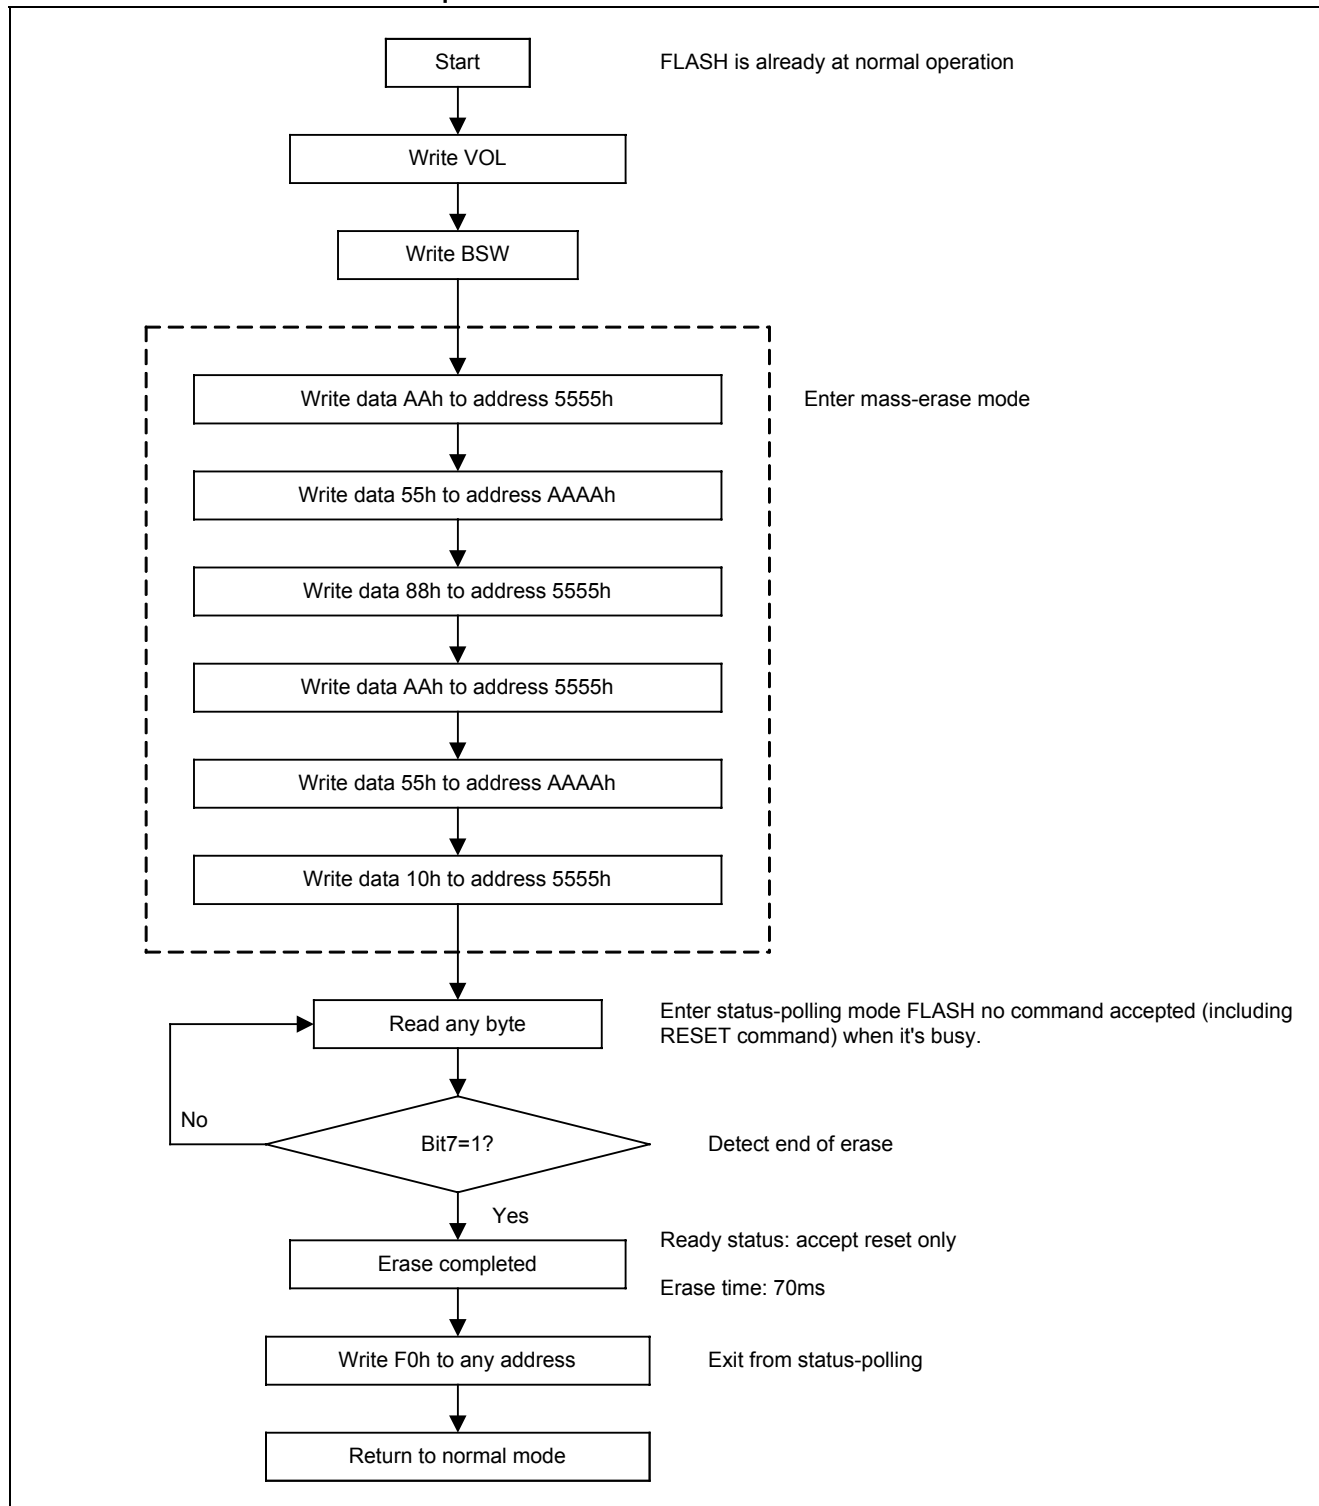 Start
FLASH is already at normal operation
Write VOL
Write BSW
Write data AAh to address 5555h
Enter mass-erase mode
Write data 55h to address AAAAh
Write data 88h to address 5555h
Write data AAh to address 5555h
Write data 55h to address AAAAh
Write data 10h to address 5555h
Read any byte
Enter status-polling mode FLASH no command accepted (including
RESET command) when it's busy.
No
Bit7=1?
Detect end of erase
Yes
Ready status: accept reset only
Erase completed
Erase time: 70ms
Write F0h to any address
Exit from status-polling
Return to normal mode